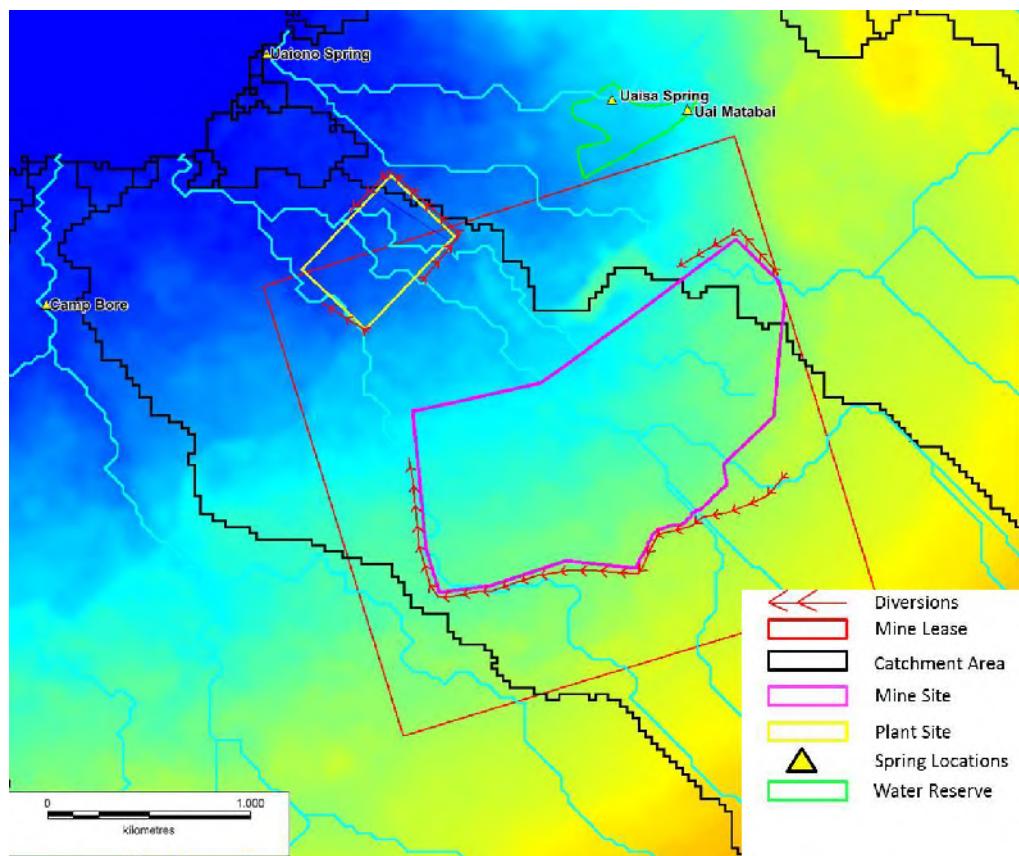 Uaiono Spring
Uaisa Spring
Uai Matabai
Camp Bore
Diversions
Mine Lease
Catchment Area
Mine Site
Plant Site
Spring Locations
Water Reserve
0 1.000
kilometres